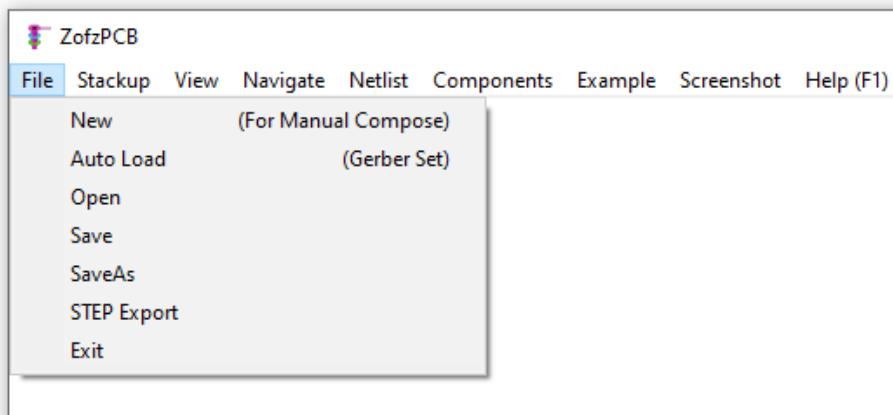 ZofzPCB
File Stackup View Navigate Netlist Components Example Screenshot Help (F1)
New (For Manual Compose)
Auto Load (Gerber Set)
Open
Save
SaveAs
STEP Export
Exit